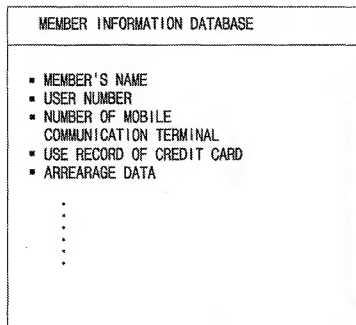 MEMBER INFORMATION DATABASE
▪ MEMBER'S NAME
▪ USER NUMBER
▪ NUMBER OF MOBILE
COMMUNICATION TERMINAL
▪ USE RECORD OF CREDIT CARD
▪ ARREARAGE DATA